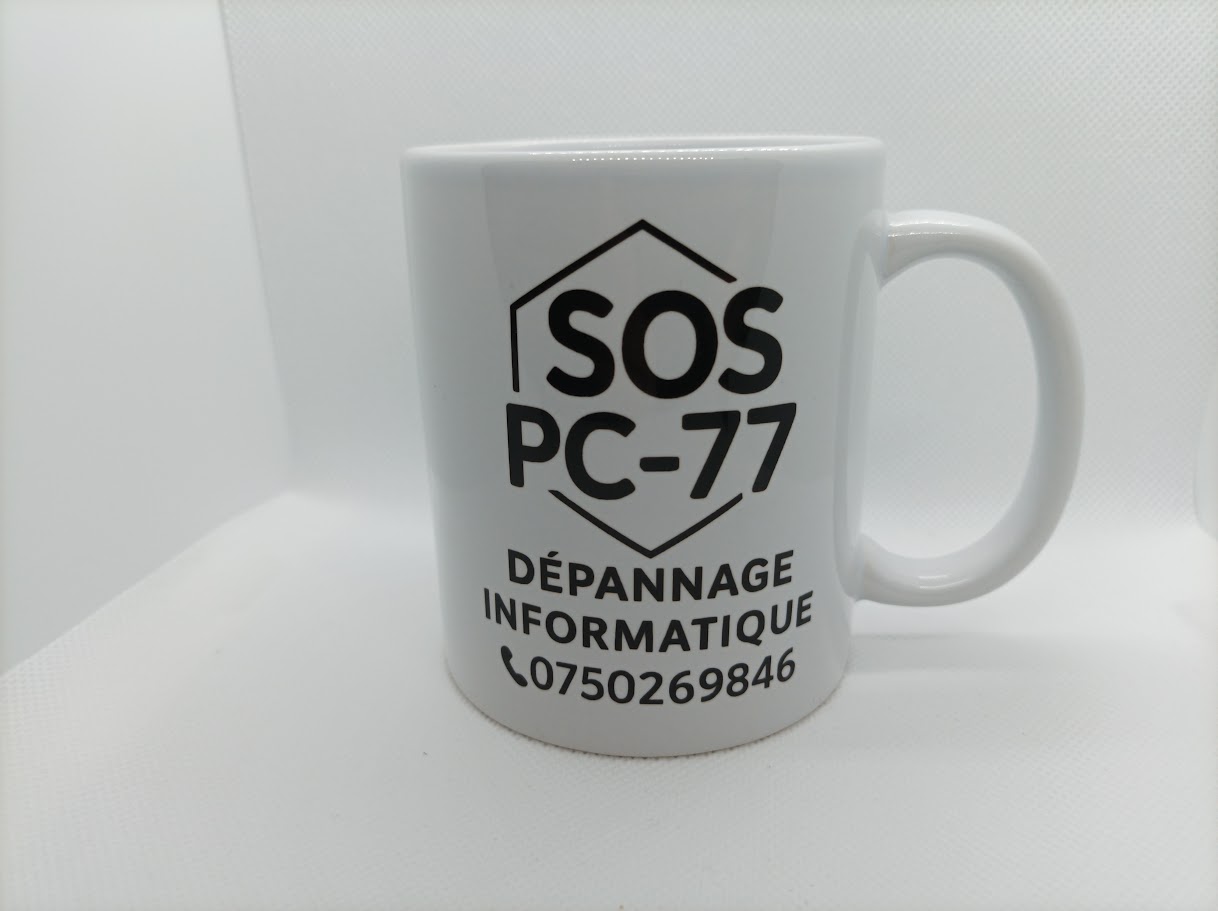 SOS
PC-77
DÉPANNAGE
INFORMATIQUE
0750269846